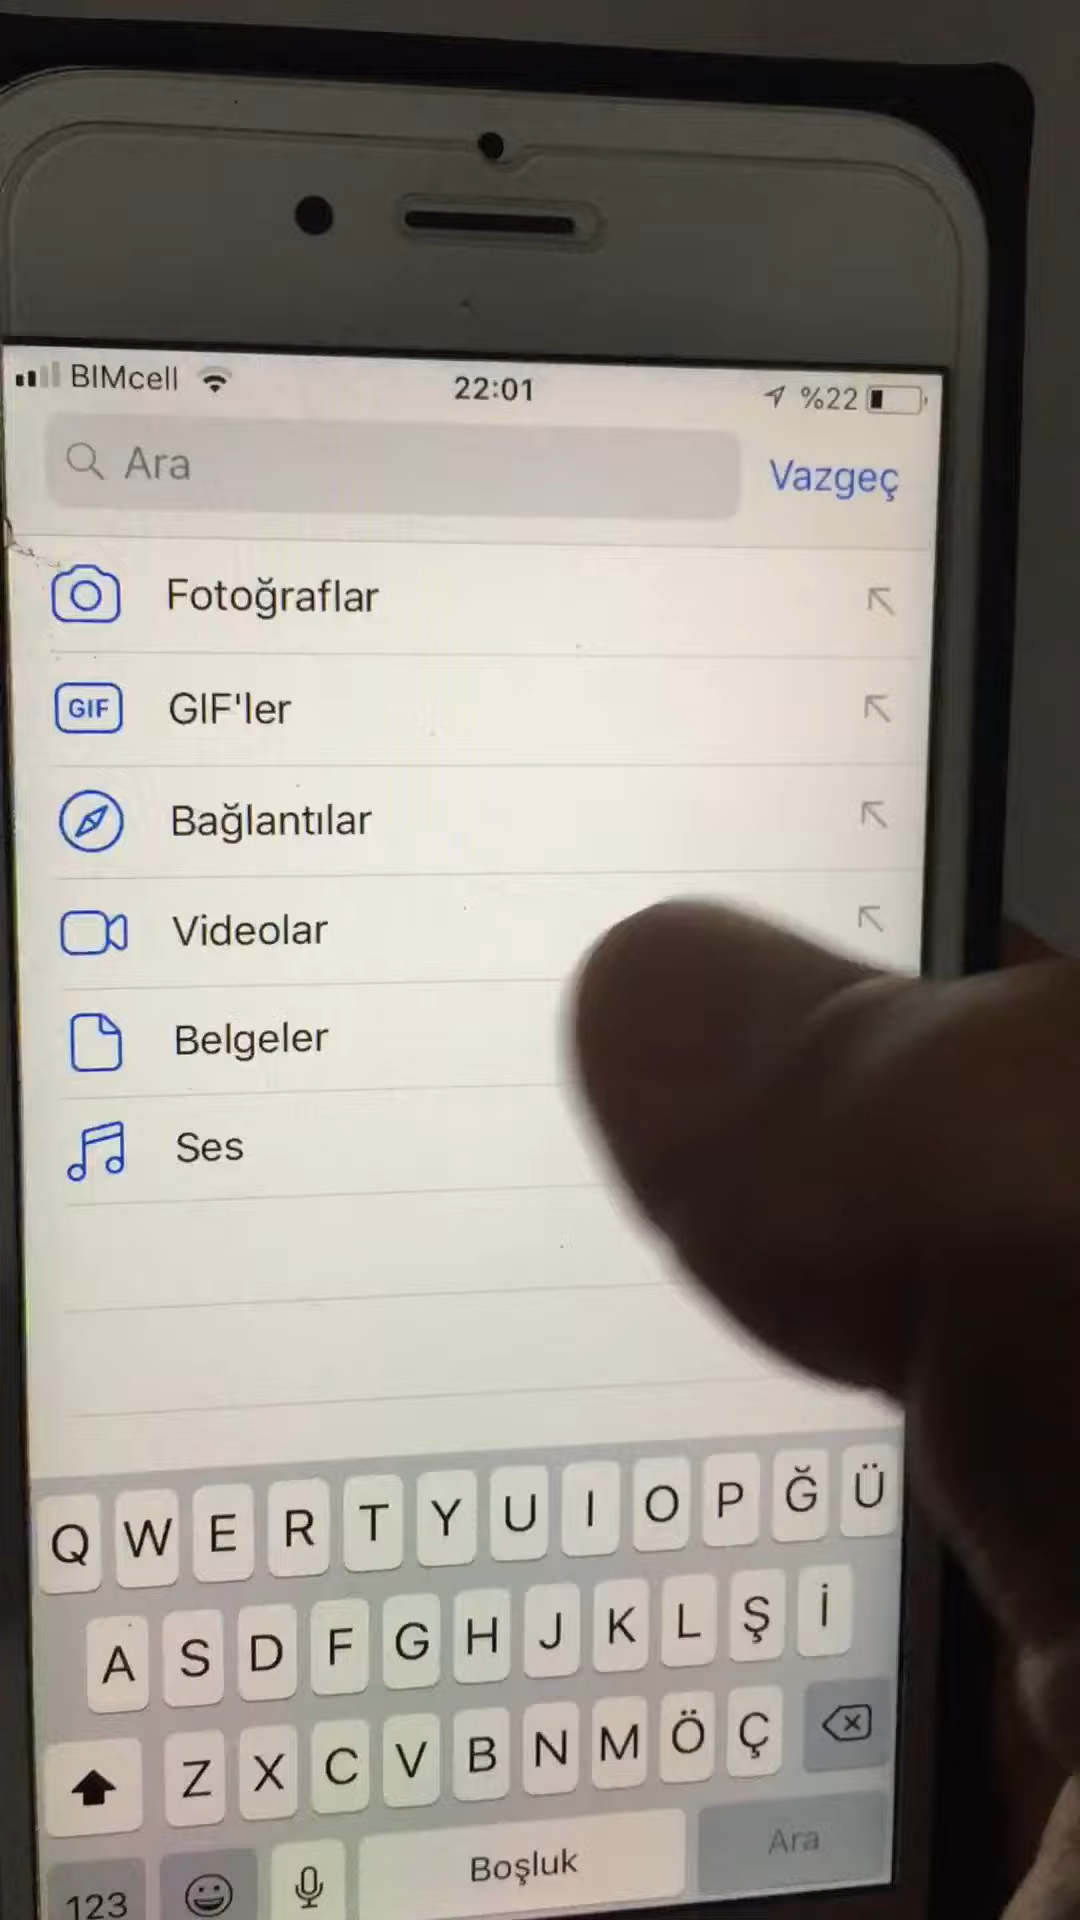 BIMcell 22:01 %22
Ara Vazgeç
Fotoğraflar
GIF GIF'ler
Bağlantılar
Videolar
Belgeler
Ses
Q W E R T Y U I O P Ğ Ü
A S D F G H J K L Ş İ
Z X C V B N M Ö Ç
123 Boşluk Ara